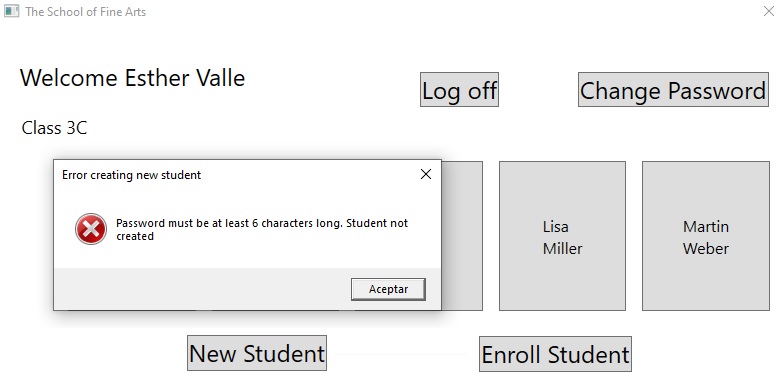 The School of Fine Arts
Welcome Esther Valle
Log off
Change Password
Class 3C
Error creating new student
Password must be at least 6 characters long. Student not
created
Aceptar
Lisa
Miller
Martin
Weber
New Student
Enroll Student